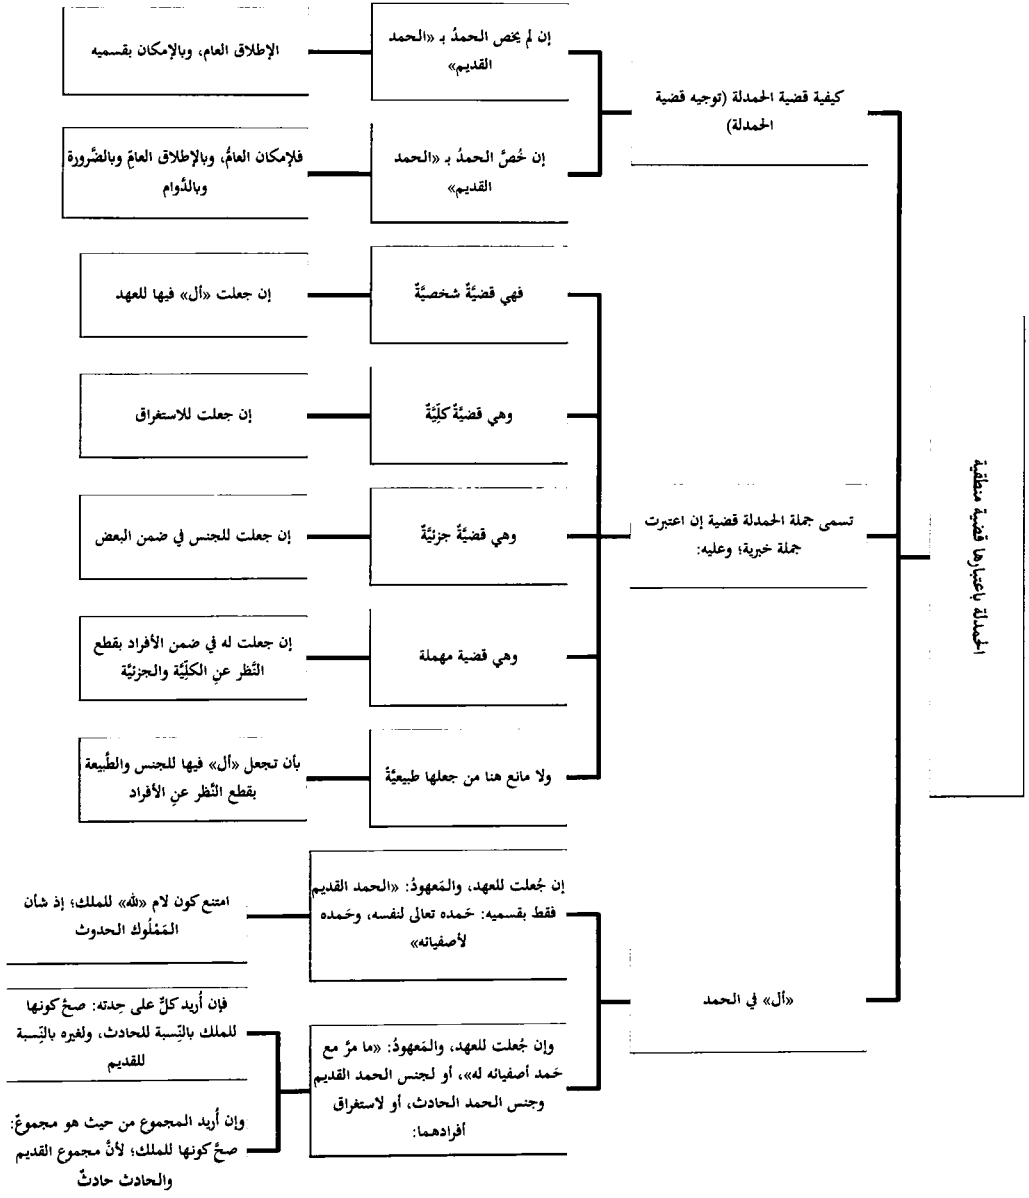 الحمدلة باعتبارها قضية منطقية
كيفية قضية الحمدلة (توجيه قضية
الحمدلة)
إن لم يخص الحمدُ بـ «الحمد
القديم»
الإطلاق العام، وبالإمكان بقسميه
إن خُصَّ الحمدُ بـ «الحمد
القديم»
فلإمكان العامُّ، وبالإطلاق العامِّ وبالضَّرورة
وبالدَّوام
تسمى جملة الحمدلة قضية إن اعتبرت
جملة خبرية؛ وعليه:
فهي قضيَّةٌ شخصيَّةٌ
إن جعلت «أل» فيها للعهد
وهي قضيَّةٌ كلِّيَّةٌ
إن جعلت للاستغراق
وهي قضيَّةٌ جزئيَّةٌ
إن جعلت للجنس في ضمن البعض
وهي قضية مهملة
إن جعلت له في ضمن الأفراد بقطع
النَّظر عنِ الكلِّيَّة والجزئيَّة
ولا مانع هنا من جعلها طبيعيَّةً
بأن تجعل «أل» فيها للجنس والطَّبيعة
بقطع النَّظر عنِ الأفراد
«أل» في الحمد
إن جُعلت للعهد، والمَعهودُ: «الحمد القديم
فقط بقسميه: حَمده تعالى لنفسه، وحَمده
لأصفيائه»
امتنع كون لام «لله» للملك؛ إذ شأن
المَمْلُوك الحدوث
وإن جُعلت للعهد، والمَعهودُ: «ما مرَّ مع
حَمد أصفيائه له»، أو لجنس الحمد القديم
وجنس الحمد الحادث، أو لاستغراق
أفرادهما:
فإن أُريد كلٌّ على حِدته: صحَّ كونها
للملك بالنِّسبة للحادث، ولغيره بالنِّسبة
للقديم
وإن أُريد المجموع من حيث هو مجموعٌ:
صحَّ كونها للملك؛ لأنَّ مجموع القديم
والحادث حادثٌ